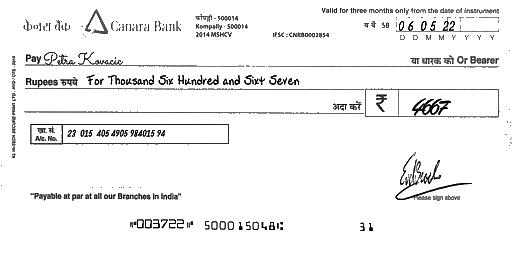 केनरा बैंक Canara Bank
कोमपल्ली - 500014
Kompally - 500014
2014 MSHCV
IFSC : CNRB0002854
Valid for three months only from the date of instrument
SB 06 05 22
D D M M Y Y Y Y
Pay Petra Kovacic या धारक को Or Bearer
Rupees रुपये For Thousand Six Hundred and Sixt Seven
अदा करें ₹ 4667
खा. सं.
A/c. No. 23 015 405 4905 984015 94
Please sign above
"Payable at par at all our Branches in India"
⑈003722⑈ 500015048⑆ 31